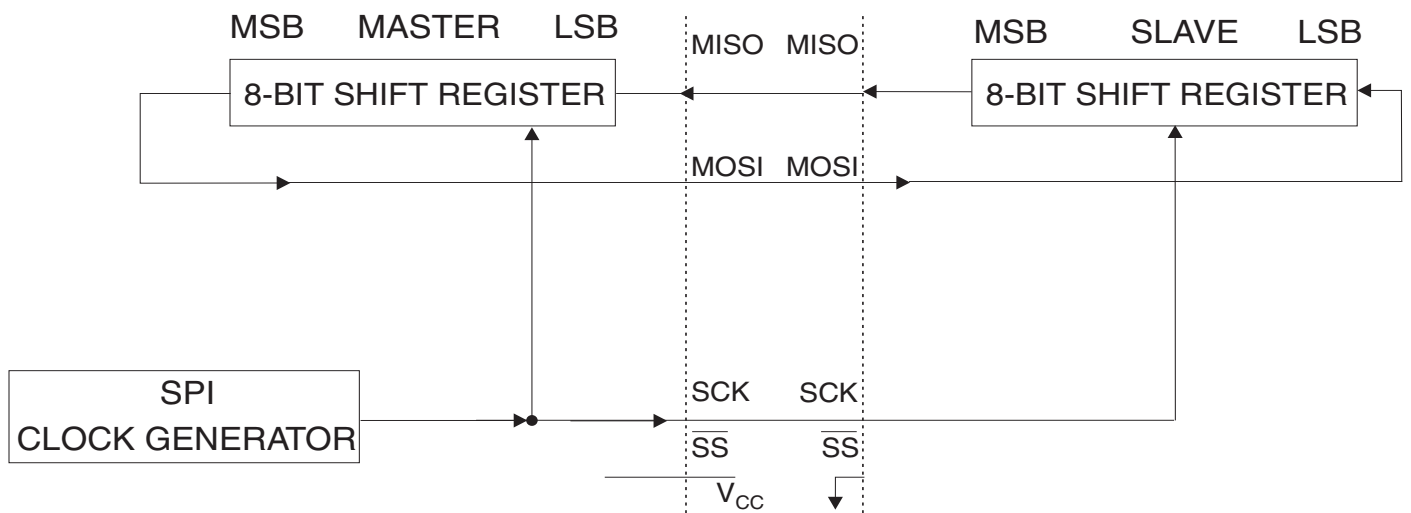 MSB MASTER LSB
MISO MISO
MSB SLAVE LSB
8-BIT SHIFT REGISTER
8-BIT SHIFT REGISTER
MOSI MOSI
SPI
CLOCK GENERATOR
SCK SCK
SS SS
VCC